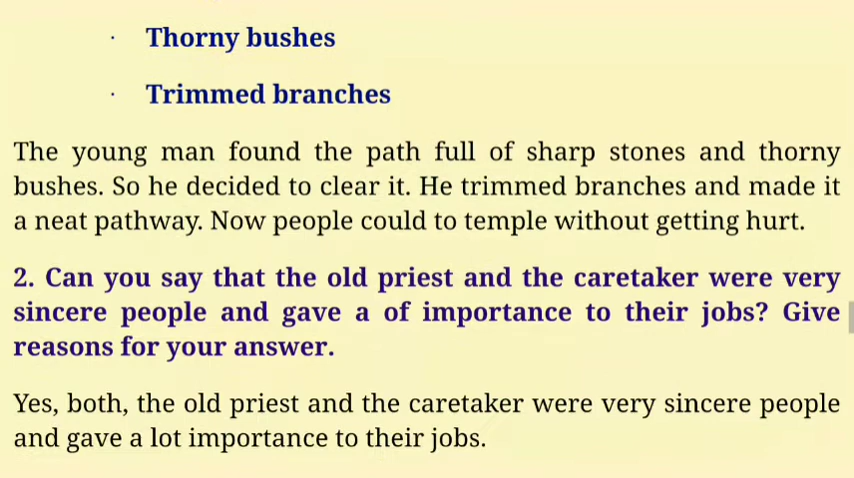 · Thorny bushes
· Trimmed branches
The young man found the path full of sharp stones and thorny
bushes. So he decided to clear it. He trimmed branches and made it
a neat pathway. Now people could to temple without getting hurt.
2. Can you say that the old priest and the caretaker were very
sincere people and gave a of importance to their jobs? Give
reasons for your answer.
Yes, both, the old priest and the caretaker were very sincere people
and gave a lot importance to their jobs.